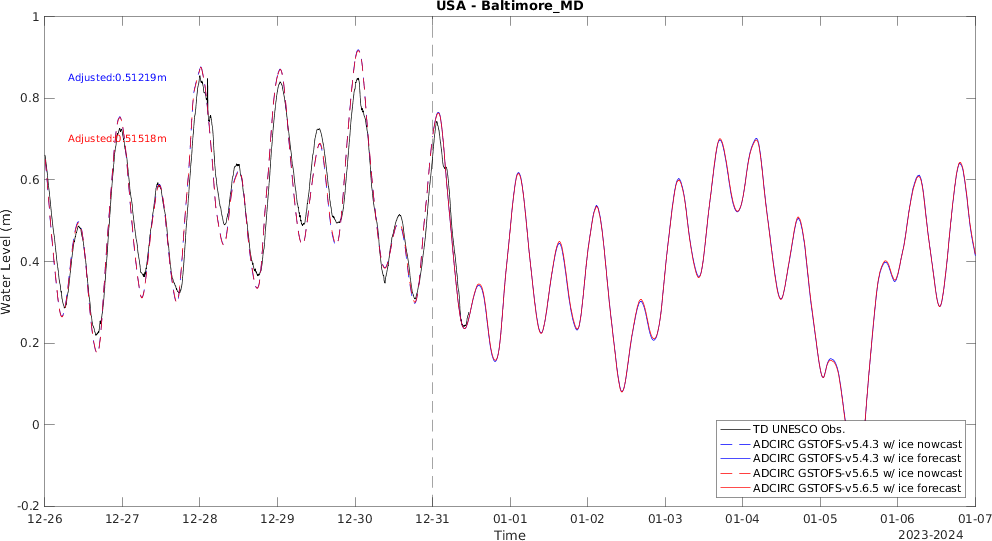 USA - Baltimore_MD
1
0.8
0.6
0.4
0.2
0
-0.2
Water Level (m)
Adjusted:0.51219m
Adjusted:0.51518m
TD UNESCO Obs.
ADCIRC GSTOFS-v5.4.3 w/ ice nowcast
ADCIRC GSTOFS-v5.4.3 w/ ice forecast
ADCIRC GSTOFS-v5.6.5 w/ ice nowcast
ADCIRC GSTOFS-v5.6.5 w/ ice forecast
12-26 12-27 12-28 12-29 12-30 12-31 01-01 01-02 01-03 01-04 01-05 01-06 01-07
Time
2023-2024